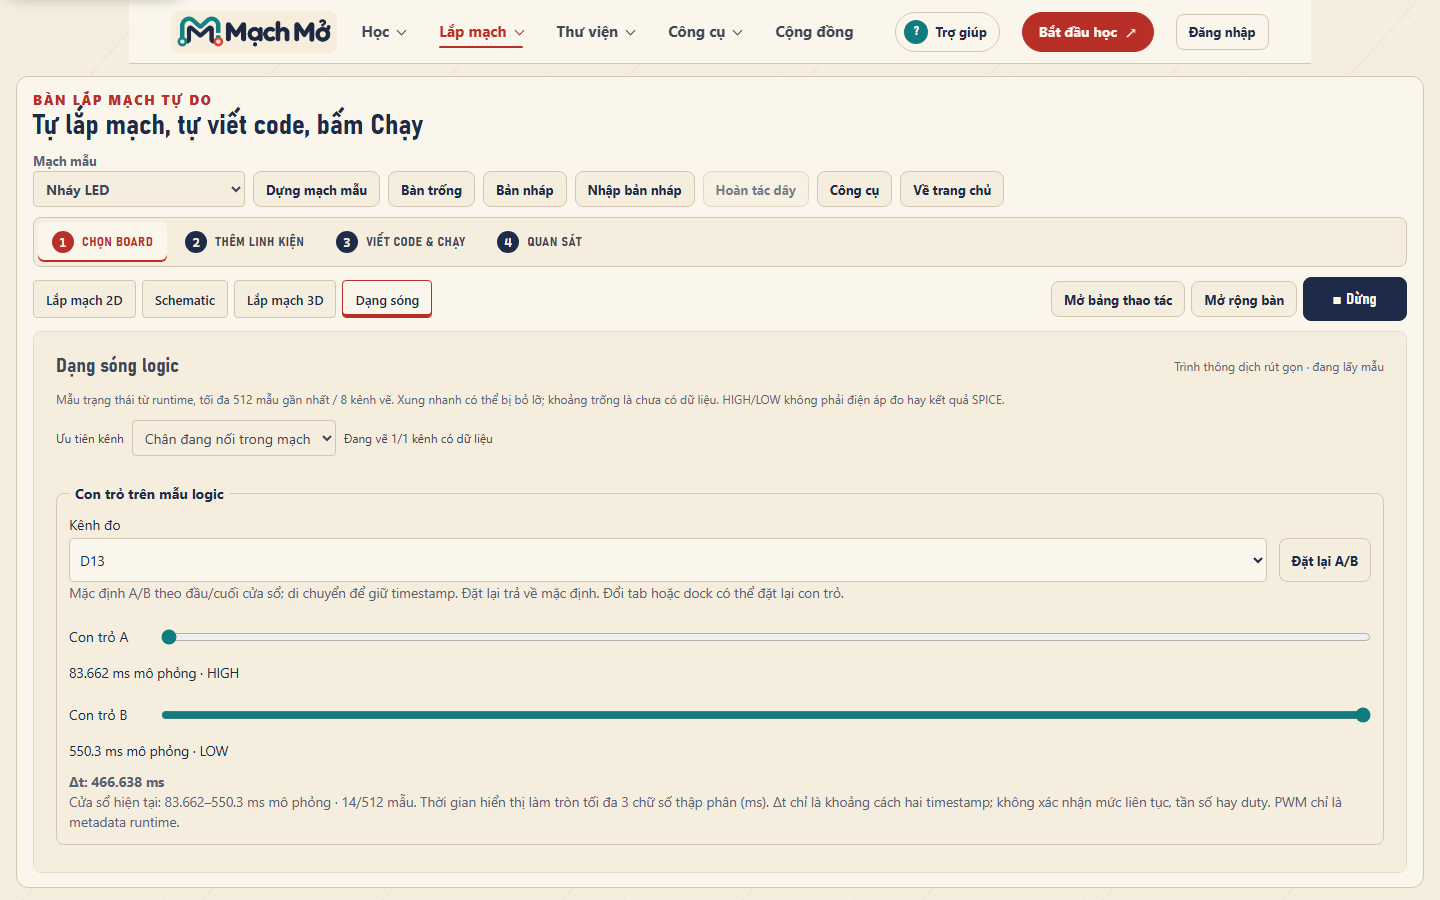 Mạch Mở
Học
Lắp mạch
Thư viện
Công cụ
Cộng đồng
? Trợ giúp
Bắt đầu học ↗
Đăng nhập
BÀN LẮP MẠCH TỰ DO
Tự lắp mạch, tự viết code, bấm Chạy
Mạch mẫu
Nháy LED
Dựng mạch mẫu
Bàn trống
Bản nháp
Nhập bản nháp
Hoàn tác dây
Công cụ
Về trang chủ
1 CHỌN BOARD
2 THÊM LINH KIỆN
3 VIẾT CODE & CHẠY
4 QUAN SÁT
Lắp mạch 2D
Schematic
Lắp mạch 3D
Dạng sóng
Mở bảng thao tác
Mở rộng bàn
■ Dừng
Dạng sóng logic
Trình thông dịch rút gọn · đang lấy mẫu
Mẫu trạng thái từ runtime, tối đa 512 mẫu gần nhất / 8 kênh vẽ. Xung nhanh có thể bị bỏ lỡ; khoảng trống là chưa có dữ liệu. HIGH/LOW không phải điện áp đo hay kết quả SPICE.
Ưu tiên kênh
Chân đang nối trong mạch
Đang vẽ 1/1 kênh có dữ liệu
Con trỏ trên mẫu logic
Kênh đo
D13
Đặt lại A/B
Mặc định A/B theo đầu/cuối cửa sổ; di chuyển để giữ timestamp. Đặt lại trả về mặc định. Đổi tab hoặc dock có thể đặt lại con trỏ.
Con trỏ A
83.662 ms mô phỏng · HIGH
Con trỏ B
550.3 ms mô phỏng · LOW
Δt: 466.638 ms
Cửa sổ hiện tại: 83.662–550.3 ms mô phỏng · 14/512 mẫu. Thời gian hiển thị làm tròn tối đa 3 chữ số thập phân (ms). Δt chỉ là khoảng cách hai timestamp; không xác nhận mức liên tục, tần số hay duty. PWM chỉ là
metadata runtime.